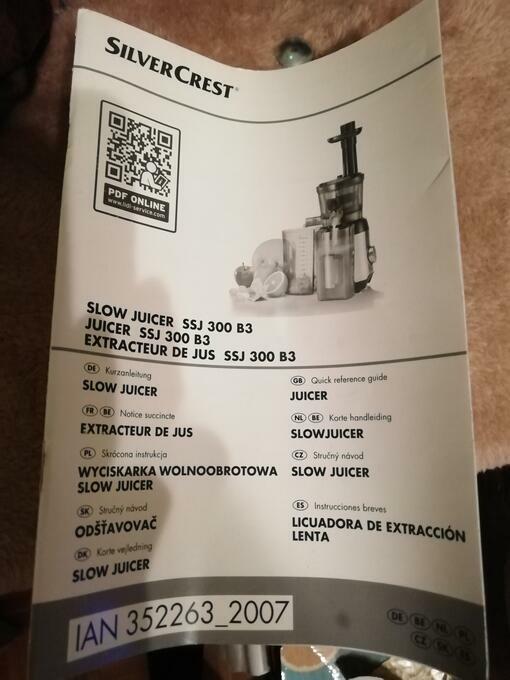 SILVERCREST®
PDF ONLINE
www.lidl-service.com
SLOW JUICER SSJ 300 B3
JUICER SSJ 300 B3
EXTRACTEUR DE JUS SSJ 300 B3
DE Kurzanleitung
SLOW JUICER
FR BE Notice succincte
EXTRACTEUR DE JUS
PL Skrócona instrukcja
WYCISKARKA WOLNOOBROTOWA
SLOW JUICER
SK Stručný návod
ODŠŤAVOVAČ
DK Korte vejledning
SLOW JUICER
GB Quick reference guide
JUICER
NL BE Korte handleiding
SLOWJUICER
CZ Stručný návod
SLOW JUICER
ES Instrucciones breves
LICUADORA DE EXTRACCIÓN
LENTA
IAN 352263_2007
DE BE NL PL
CZ SK ES